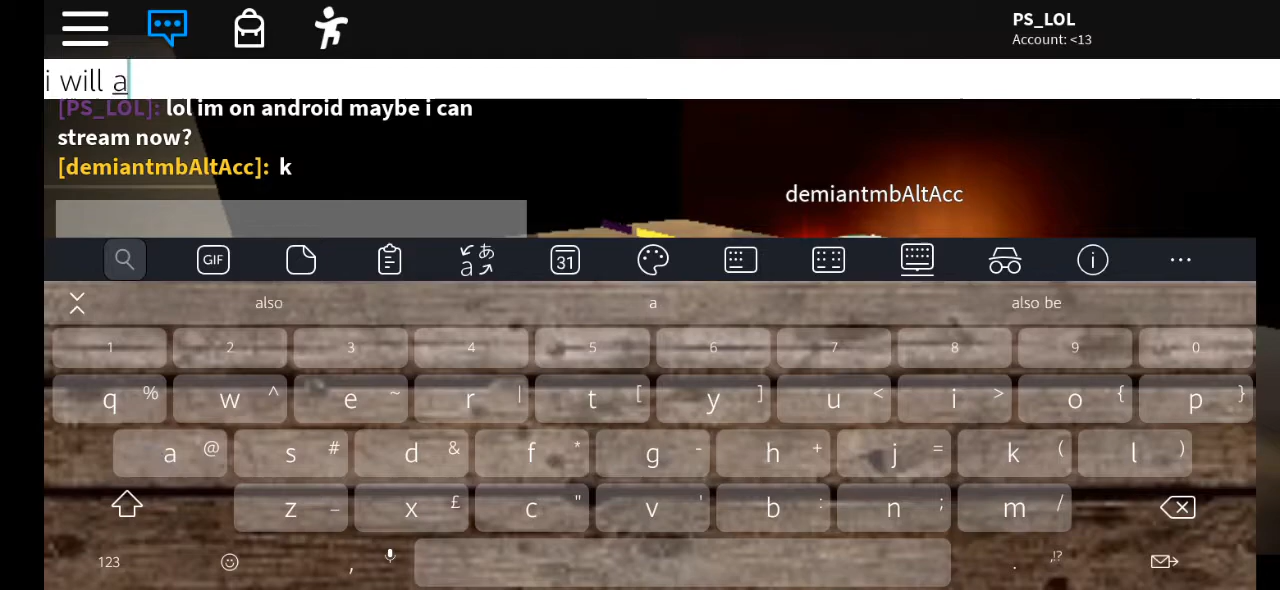 PS_LOL
Account: <13
i will a
[PS_LOL]: lol im on android maybe i can
stream now?
[demiantmbAltAcc]: k
demiantmbAltAcc
GIF あ a 31 i ...
also a also be
1 2 3 4 5 6 7 8 9 0
q % w ^ e ~ r | t [ y ] u < i > o { p }
a @ s # d & f * g - h + j = k ( l )
z _ x £ c " v ' b : n ; m /
123 , . ,!?